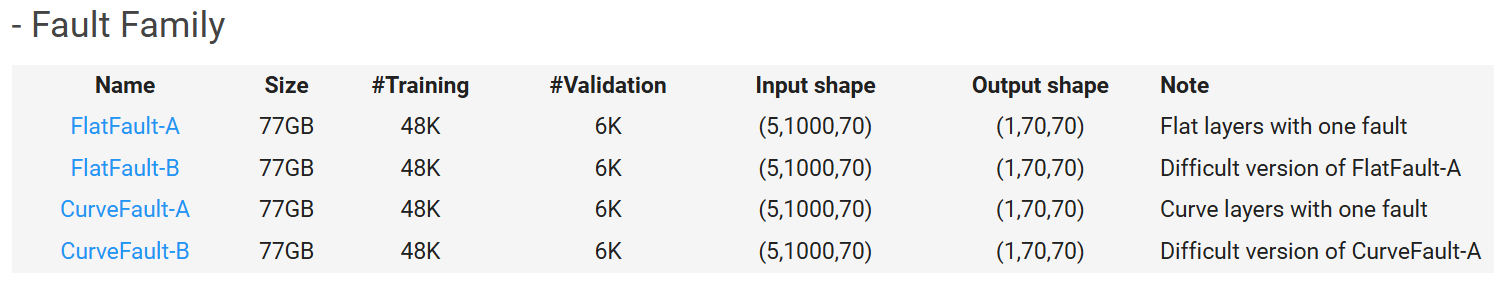 - Fault Family
Name Size #Training #Validation Input shape Output shape Note
FlatFault-A 77GB 48K 6K (5,1000,70) (1,70,70) Flat layers with one fault
FlatFault-B 77GB 48K 6K (5,1000,70) (1,70,70) Difficult version of FlatFault-A
CurveFault-A 77GB 48K 6K (5,1000,70) (1,70,70) Curve layers with one fault
CurveFault-B 77GB 48K 6K (5,1000,70) (1,70,70) Difficult version of CurveFault-A